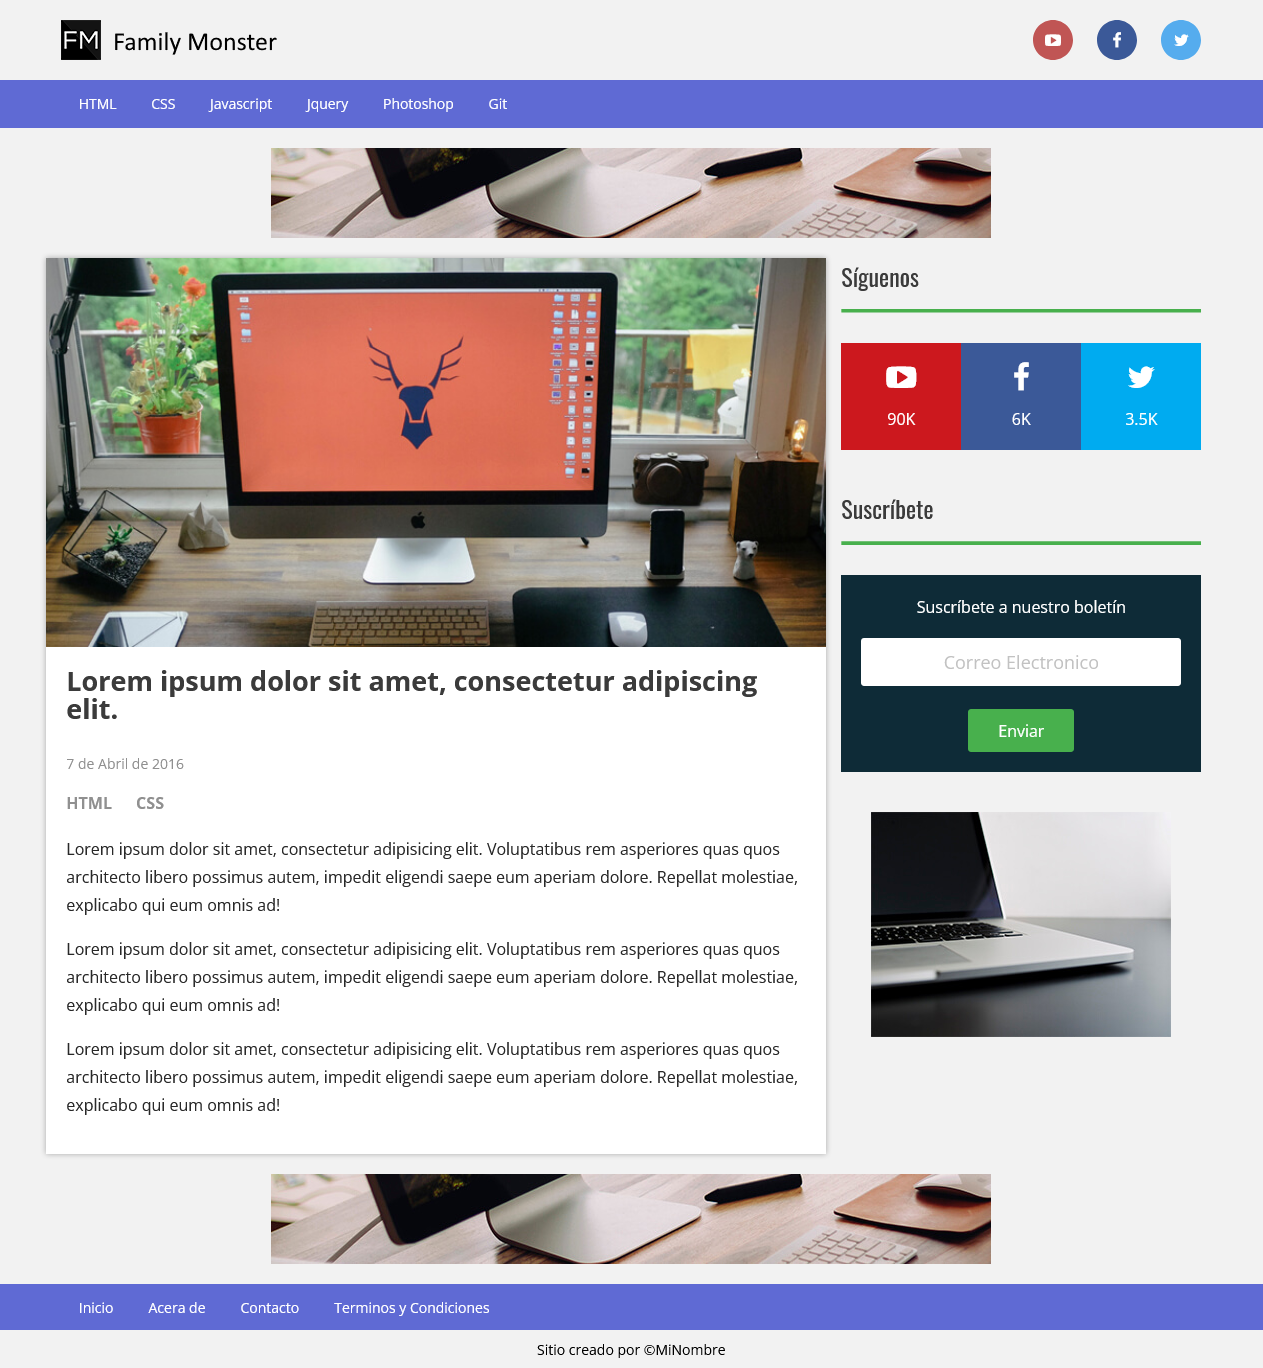 FM Family Monster
HTML CSS Javascript Jquery Photoshop Git
Síguenos
90K 6K 3.5K
Suscríbete
Suscríbete a nuestro boletín
Correo Electronico
Enviar
Lorem ipsum dolor sit amet, consectetur adipiscing
elit.
7 de Abril de 2016
HTML CSS
Lorem ipsum dolor sit amet, consectetur adipisicing elit. Voluptatibus rem asperiores quas quos
architecto libero possimus autem, impedit eligendi saepe eum aperiam dolore. Repellat molestiae,
explicabo qui eum omnis ad!
Lorem ipsum dolor sit amet, consectetur adipisicing elit. Voluptatibus rem asperiores quas quos
architecto libero possimus autem, impedit eligendi saepe eum aperiam dolore. Repellat molestiae,
explicabo qui eum omnis ad!
Lorem ipsum dolor sit amet, consectetur adipisicing elit. Voluptatibus rem asperiores quas quos
architecto libero possimus autem, impedit eligendi saepe eum aperiam dolore. Repellat molestiae,
explicabo qui eum omnis ad!
Inicio Acera de Contacto Terminos y Condiciones
Sitio creado por ©MiNombre